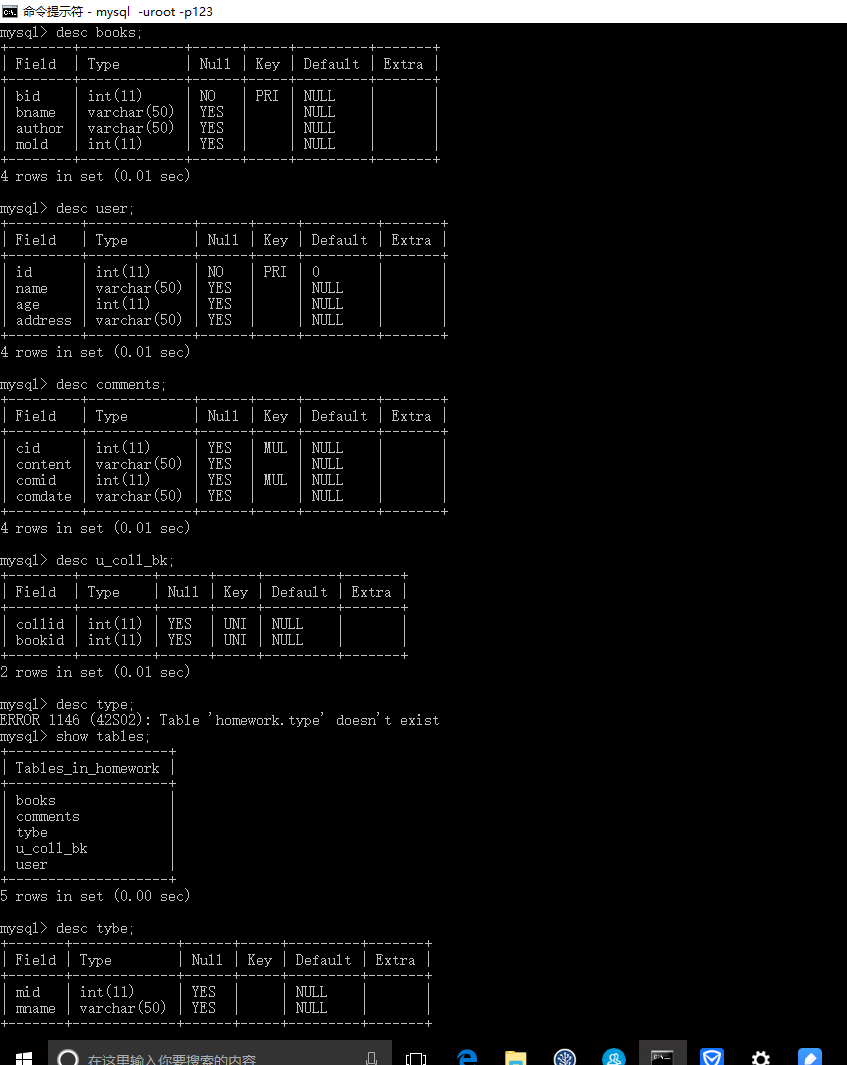 命令提示符 - mysql  -uroot -p123
mysql> desc books;
+--------+-------------+------+-----+---------+-------+
| Field  | Type        | Null | Key | Default | Extra |
+--------+-------------+------+-----+---------+-------+
| bid    | int(11)     | NO   | PRI | NULL    |       |
| bname  | varchar(50) | YES  |     | NULL    |       |
| author | varchar(50) | YES  |     | NULL    |       |
| mold   | int(11)     | YES  |     | NULL    |       |
+--------+-------------+------+-----+---------+-------+
4 rows in set (0.01 sec)
mysql> desc user;
+---------+-------------+------+-----+---------+-------+
| Field   | Type        | Null | Key | Default | Extra |
+---------+-------------+------+-----+---------+-------+
| id      | int(11)     | NO   | PRI | 0       |       |
| name    | varchar(50) | YES  |     | NULL    |       |
| age     | int(11)     | YES  |     | NULL    |       |
| address | varchar(50) | YES  |     | NULL    |       |
+---------+-------------+------+-----+---------+-------+
4 rows in set (0.01 sec)
mysql> desc comments;
+---------+-------------+------+-----+---------+-------+
| Field   | Type        | Null | Key | Default | Extra |
+---------+-------------+------+-----+---------+-------+
| cid     | int(11)     | YES  | MUL | NULL    |       |
| content | varchar(50) | YES  |     | NULL    |       |
| comid   | int(11)     | YES  | MUL | NULL    |       |
| comdate | varchar(50) | YES  |     | NULL    |       |
+---------+-------------+------+-----+---------+-------+
4 rows in set (0.01 sec)
mysql> desc u_coll_bk;
+--------+---------+------+-----+---------+-------+
| Field  | Type    | Null | Key | Default | Extra |
+--------+---------+------+-----+---------+-------+
| collid | int(11) | YES  | UNI | NULL    |       |
| bookid | int(11) | YES  | UNI | NULL    |       |
+--------+---------+------+-----+---------+-------+
2 rows in set (0.01 sec)
mysql> desc type;
ERROR 1146 (42S02): Table 'homework.type' doesn't exist
mysql> show tables;
+--------------------+
| Tables_in_homework |
+--------------------+
| books              |
| comments           |
| tybe               |
| u_coll_bk          |
| user               |
+--------------------+
5 rows in set (0.00 sec)
mysql> desc tybe;
+-------+-------------+------+-----+---------+-------+
| Field | Type        | Null | Key | Default | Extra |
+-------+-------------+------+-----+---------+-------+
| mid   | int(11)     | YES  |     | NULL    |       |
| mname | varchar(50) | YES  |     | NULL    |       |
+-------+-------------+------+-----+---------+-------+
在这里输入你要搜索的内容